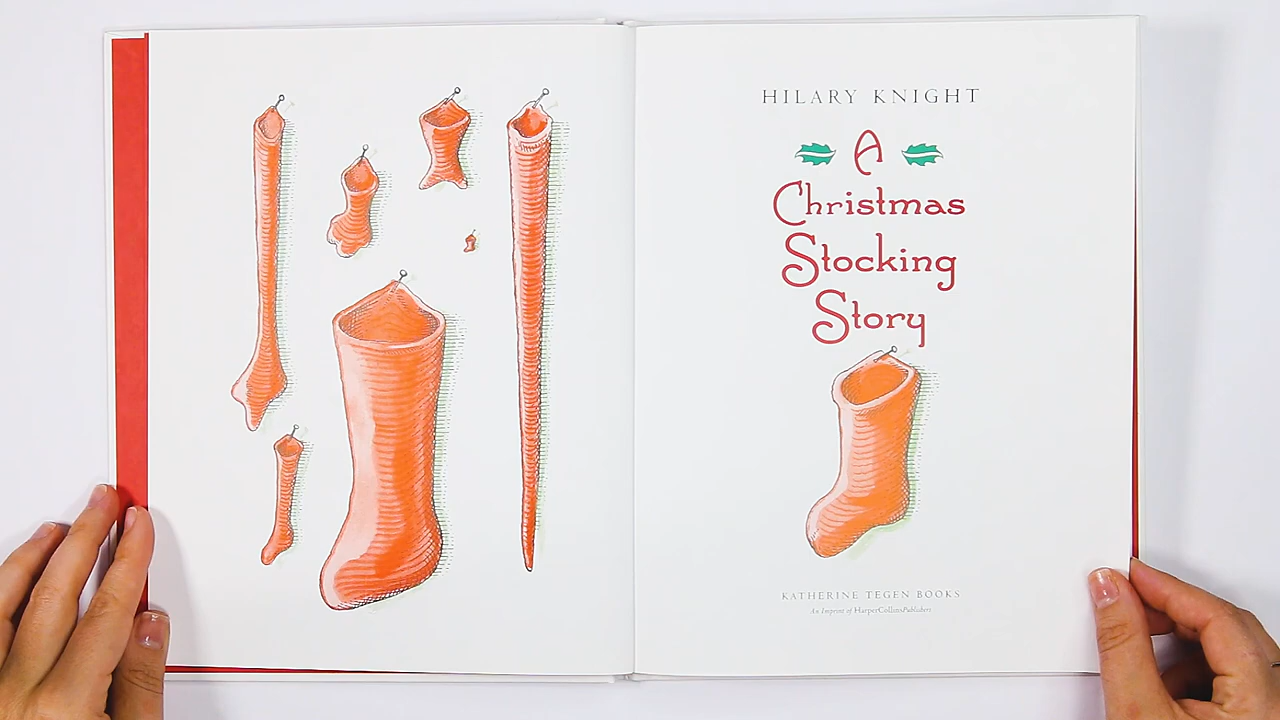 HILARY KNIGHT
A
Christmas
Stocking
Story
KATHERINE TEGEN BOOKS
An Imprint of HarperCollinsPublishers